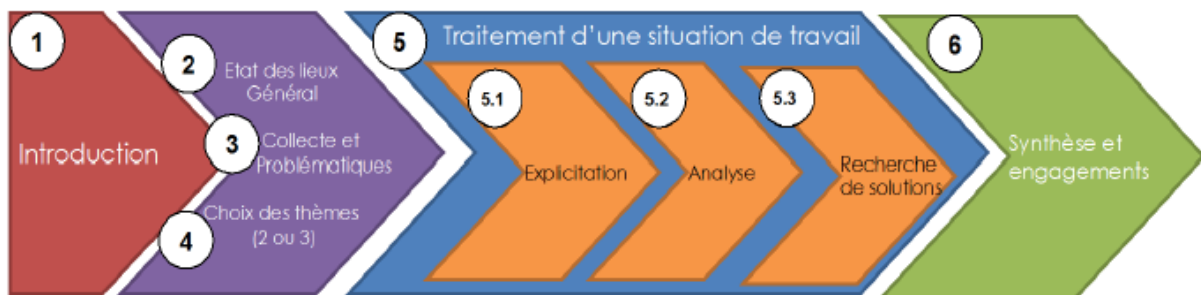 1
Introduction
2
Etat des lieux
Général
3
Collecte et
Problématiques
4
Choix des thèmes
(2 ou 3)
5
Traitement d'une situation de travail
5.1
Explicitation
5.2
Analyse
5.3
Recherche
de solutions
6
Synthèse et
engagements